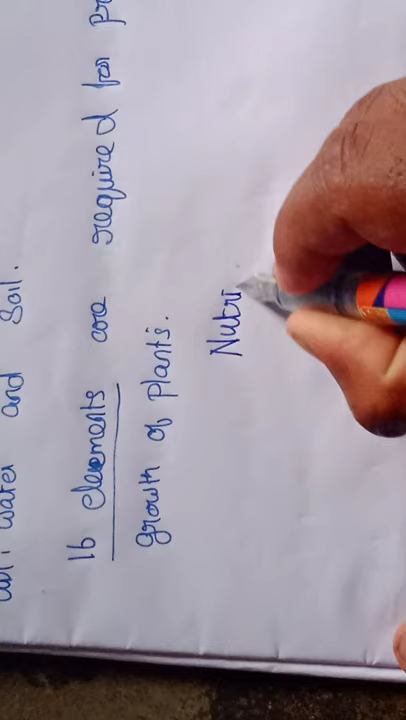 water and Soil.
16 elements are required for
growth of plants.
Nutri